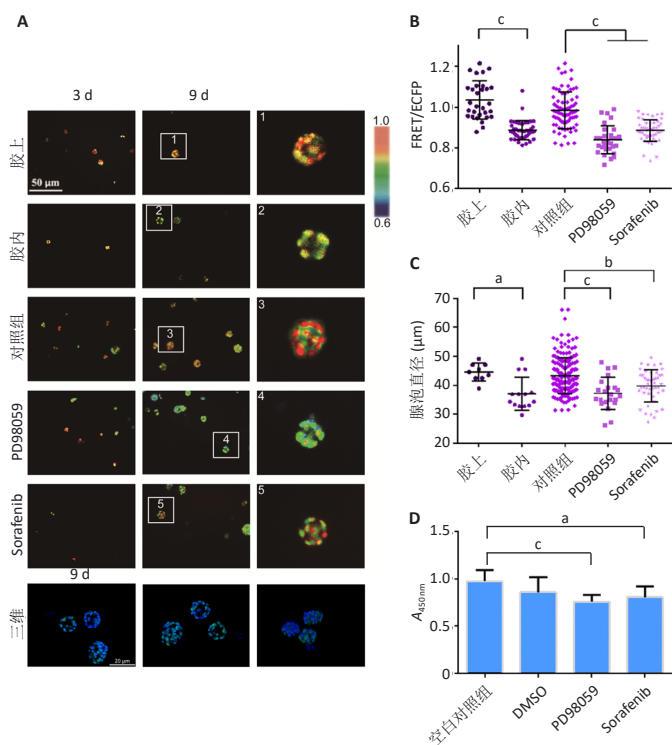 A
3 d
9 d
胶上
50 μm
1
1
1.0
0.6
胶内
2
2
对照组
3
3
PD98059
4
4
Sorafenib
5
5
9 d
三维
20 μm
B
c
c
FRET/ECFP
1.2
1.0
0.8
0.6
胶上
胶内
对照组
PD98059
Sorafenib
C
b
a
c
腺泡直径 (μm)
70
60
50
40
30
20
胶上
胶内
对照组
PD98059
Sorafenib
D
a
c
A450 nm
1.5
1.0
0.5
0.0
空白对照组
DMSO
PD98059
Sorafenib